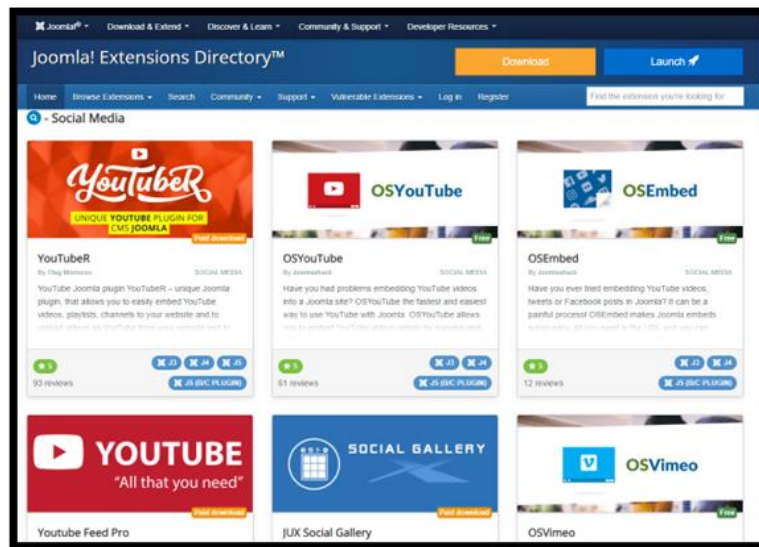 Joomla!® Download & Extend Discover & Learn Community & Support Developer Resources
Joomla! Extensions Directory™
Download
Launch
Home Browse Extensions Search Community Support Vulnerable Extensions Log in Register
Find the extension you're looking for
- Social Media
YouTubeR
UNIQUE YOUTUBE PLUGIN FOR
CMS JOOMLA
Paid download
YouTubeR
SOCIAL MEDIA
YouTube Joomla plugin YouTubeR – unique Joomla
plugin, that allows you to easily embed YouTube
videos, playlists, channels to your website and to
5
J3 J4 J5
93 reviews
J5 (B/C PLUGIN)
OSYouTube
Free
OSYouTube
By Joomlashack
SOCIAL MEDIA
Have you had problems embedding YouTube videos
into a Joomla site? OSYouTube the fastest and easiest
way to use YouTube with Joomla. OSYouTube allows
5
J3 J4
61 reviews
J5 (B/C PLUGIN)
OSEmbed
Free
OSEmbed
By Joomlashack
SOCIAL MEDIA
Have you ever tried embedding YouTube videos,
tweets or Facebook posts in Joomla? It can be a
painful process! OSEmbed makes Joomla embeds
5
J3 J4
12 reviews
J5 (B/C PLUGIN)
YOUTUBE
"All that you need"
Paid download
Youtube Feed Pro
SOCIAL GALLERY
Paid download
JUX Social Gallery
OSVimeo
Free
OSVimeo